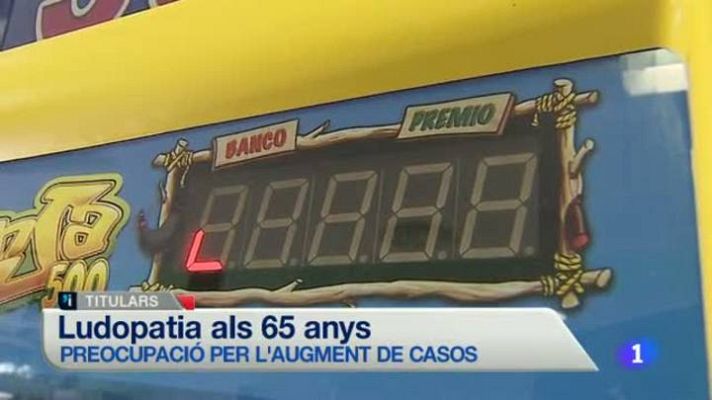 BANCO
PREMIO
500
TITULARS
Ludopatia als 65 anys
PREOCUPACIÓ PER L'AUGMENT DE CASOS
1